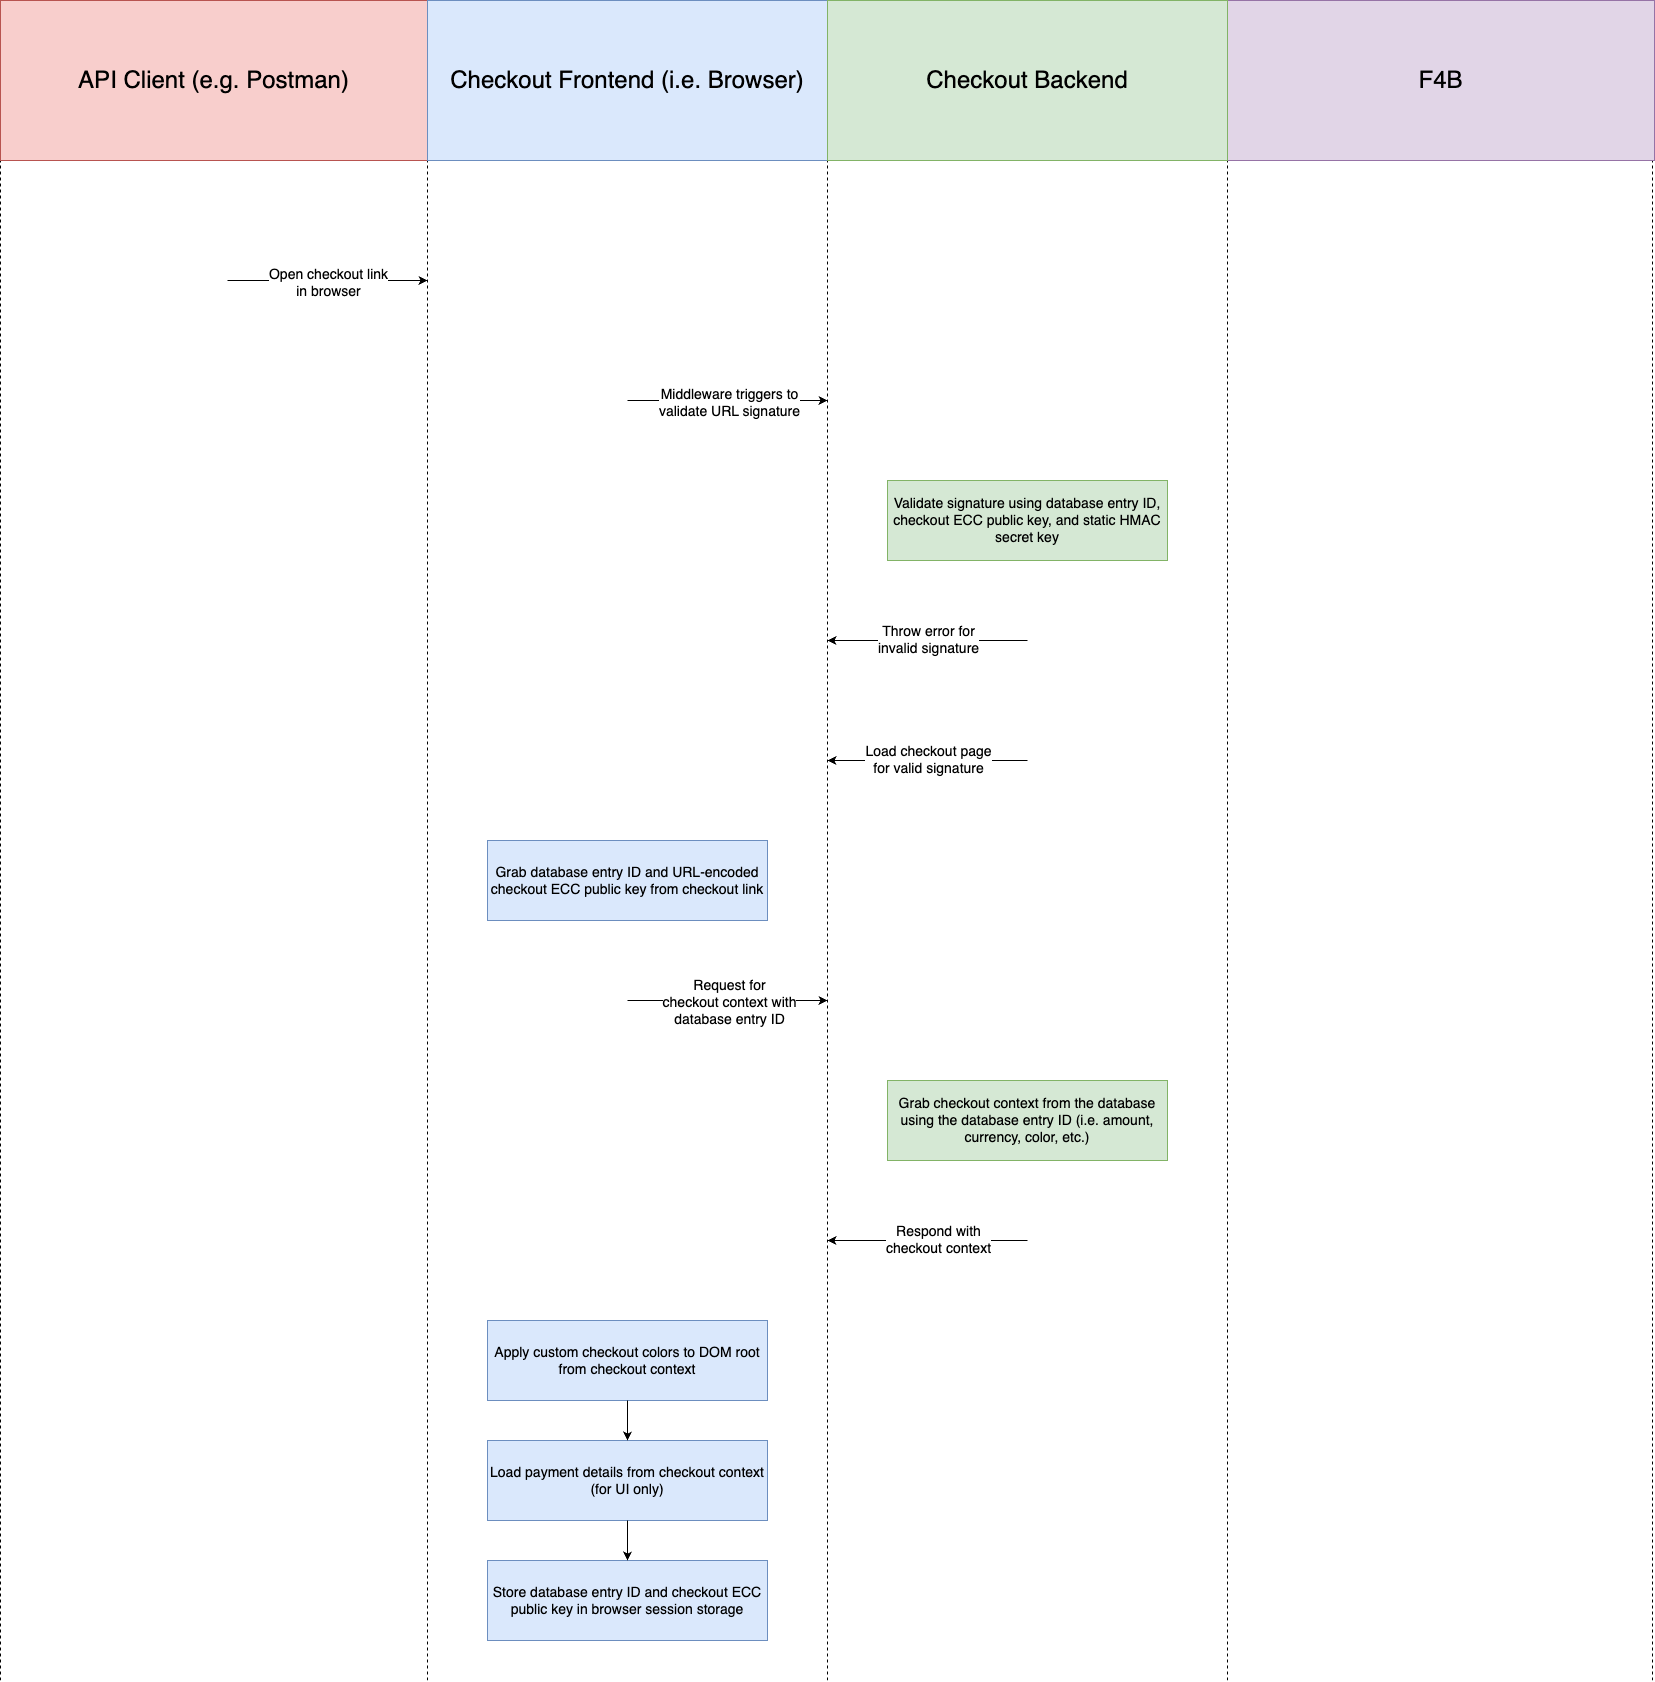 API Client (e.g. Postman)
Checkout Frontend (i.e. Browser)
Checkout Backend
F4B
Open checkout link
in browser
Middleware triggers to
validate URL signature
Validate signature using database entry ID,
checkout ECC public key, and static HMAC
secret key
Throw error for
invalid signature
Load checkout page
for valid signature
Grab database entry ID and URL-encoded
checkout ECC public key from checkout link
Request for
checkout context with
database entry ID
Grab checkout context from the database
using the database entry ID (i.e. amount,
currency, color, etc.)
Respond with
checkout context
Apply custom checkout colors to DOM root
from checkout context
Load payment details from checkout context
(for UI only)
Store database entry ID and checkout ECC
public key in browser session storage